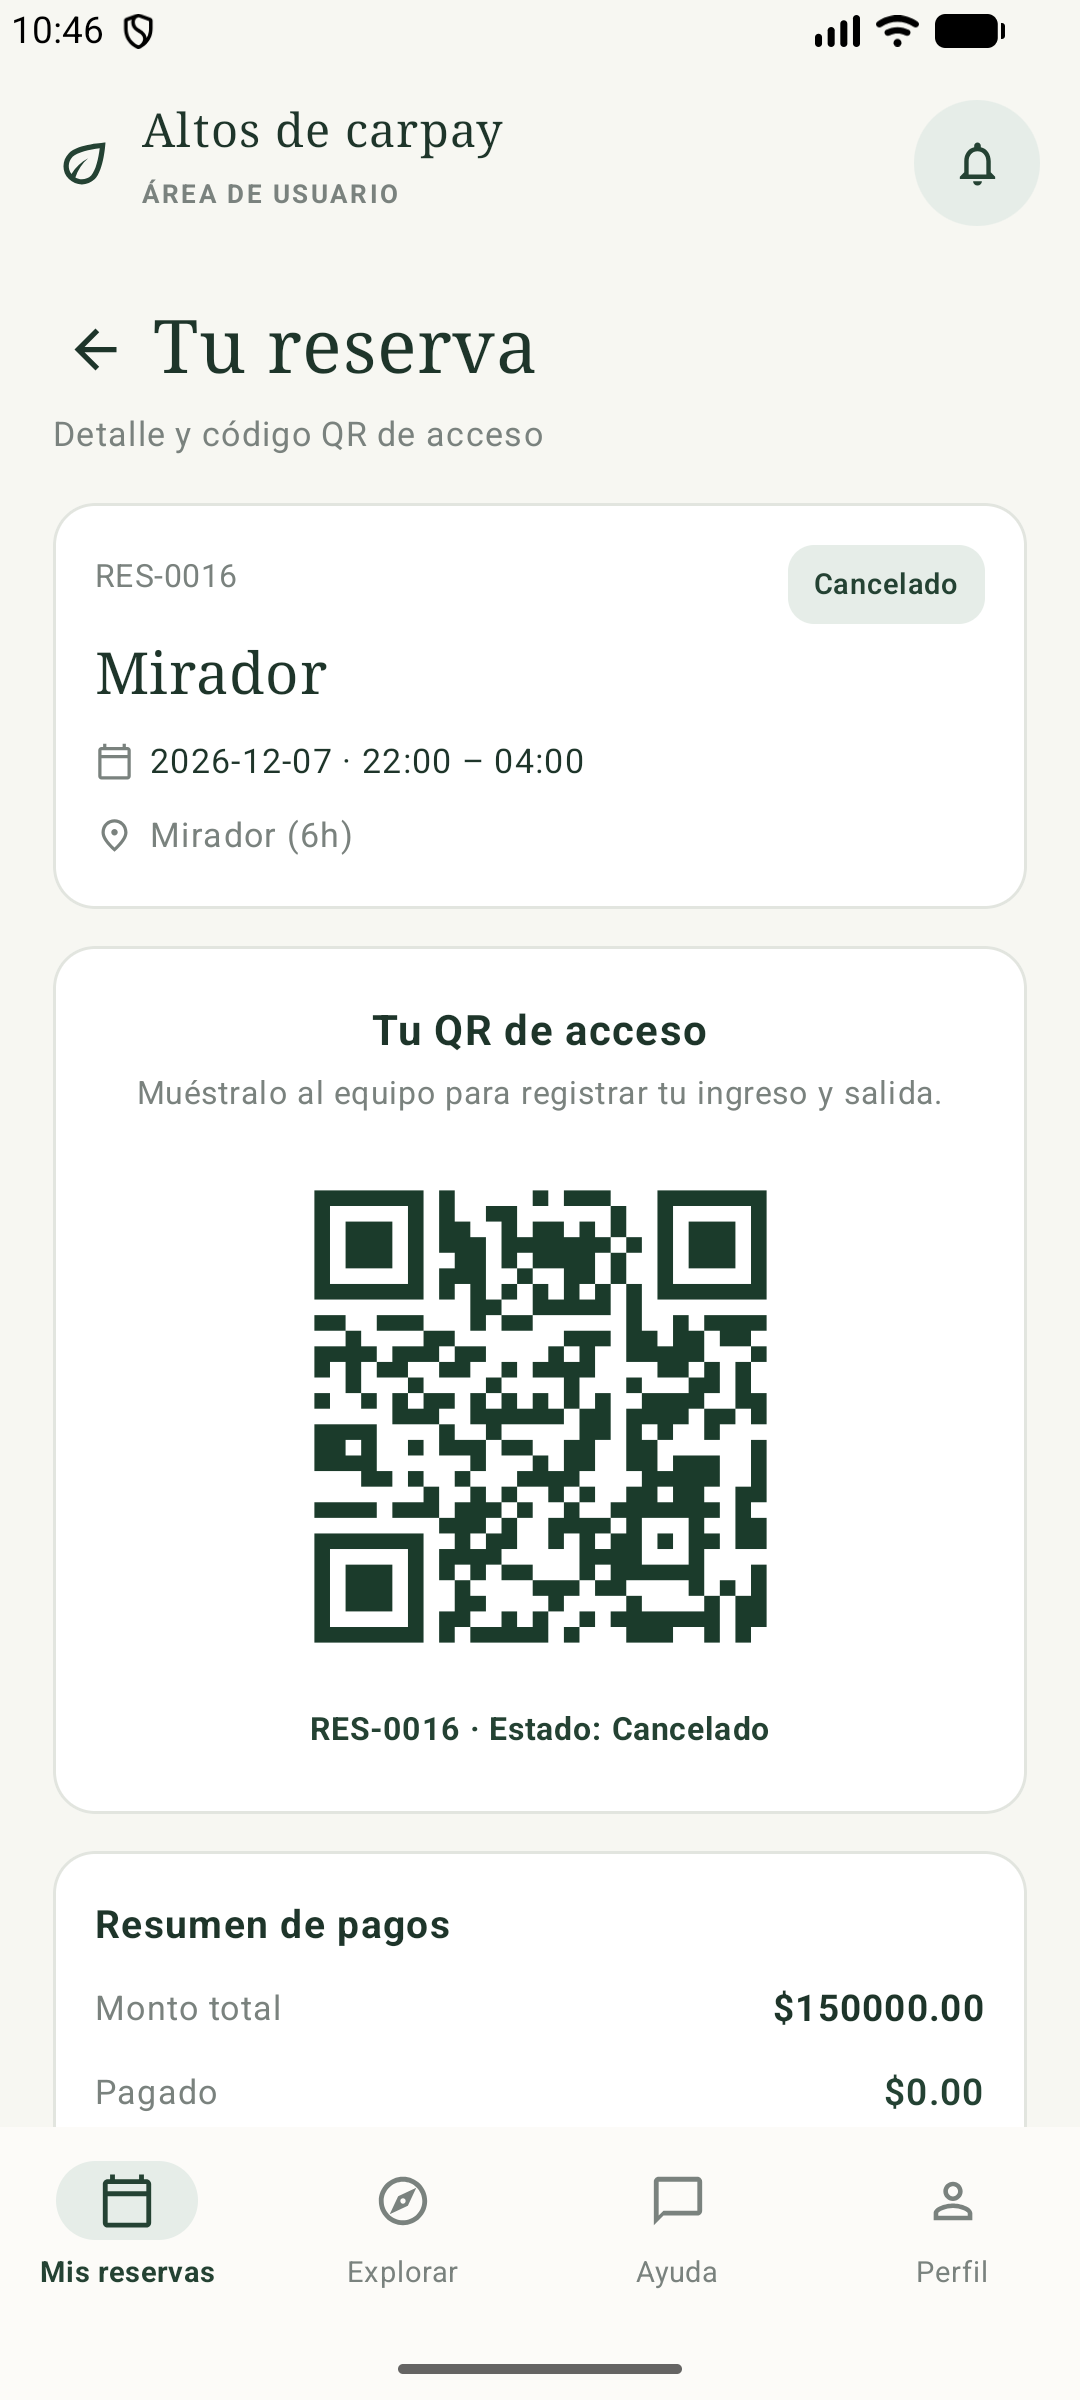 10:46
Altos de carpay
ÁREA DE USUARIO
Tu reserva
Detalle y código QR de acceso
RES-0016
Cancelado
Mirador
2026-12-07 · 22:00 – 04:00
Mirador (6h)
Tu QR de acceso
Muéstralo al equipo para registrar tu ingreso y salida.
RES-0016 · Estado: Cancelado
Resumen de pagos
Monto total $150000.00
Pagado $0.00
Mis reservas Explorar Ayuda Perfil